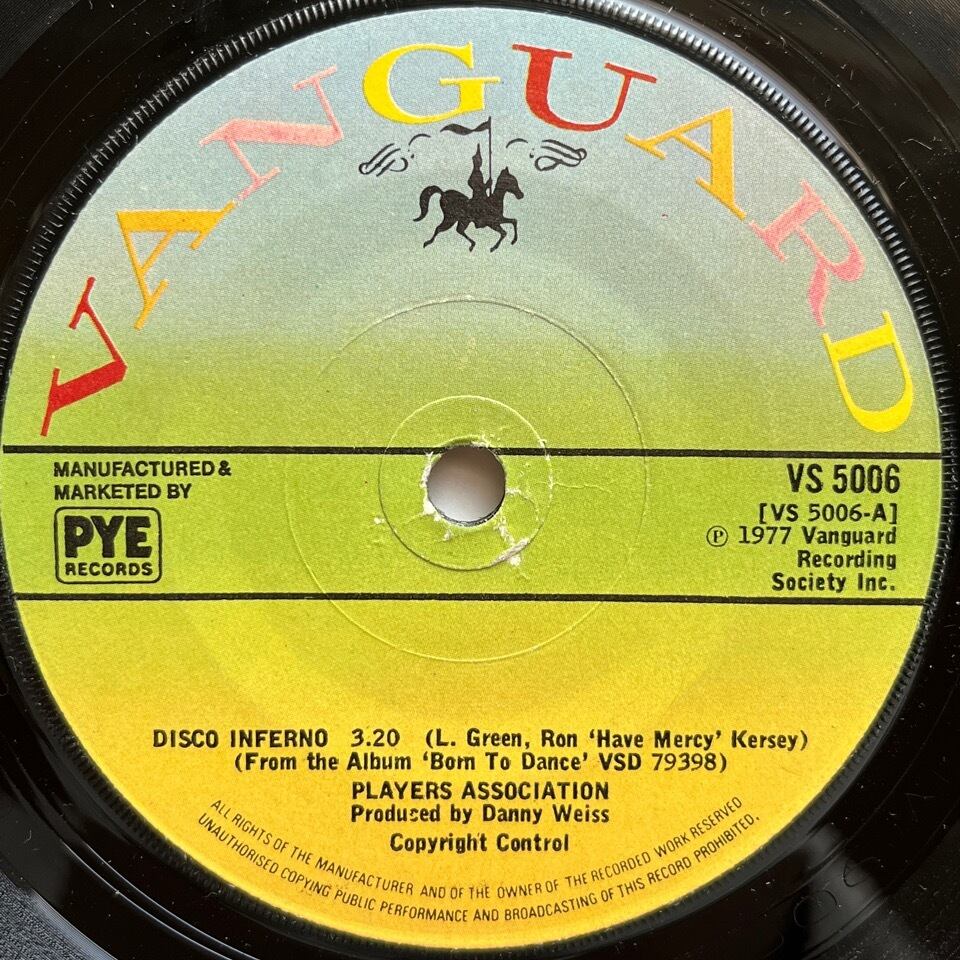 VANGUARD
MANUFACTURED &
MARKETED BY
PYE
RECORDS
VS 5006
[VS 5006-A]
℗ 1977 Vanguard
Recording
Society Inc.
DISCO INFERNO 3.20 (L. Green, Ron ‘Have Mercy’ Kersey)
(From the Album ‘Born To Dance’ VSD 79398)
PLAYERS ASSOCIATION
Produced by Danny Weiss
Copyright Control
ALL RIGHTS OF THE MANUFACTURER AND OF THE OWNER OF THE RECORDED WORK RESERVED
UNAUTHORISED COPYING PUBLIC PERFORMANCE AND BROADCASTING OF THIS RECORD PROHIBITED.